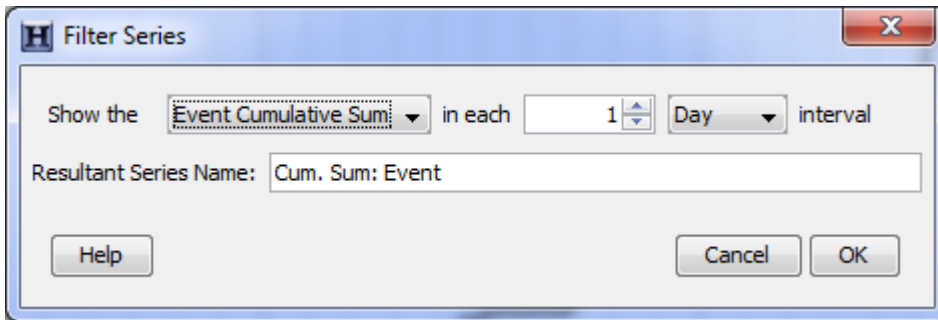 H Filter Series
Show the Event Cumulative Sum in each 1 Day interval
Resultant Series Name: Cum. Sum: Event
Help Cancel OK